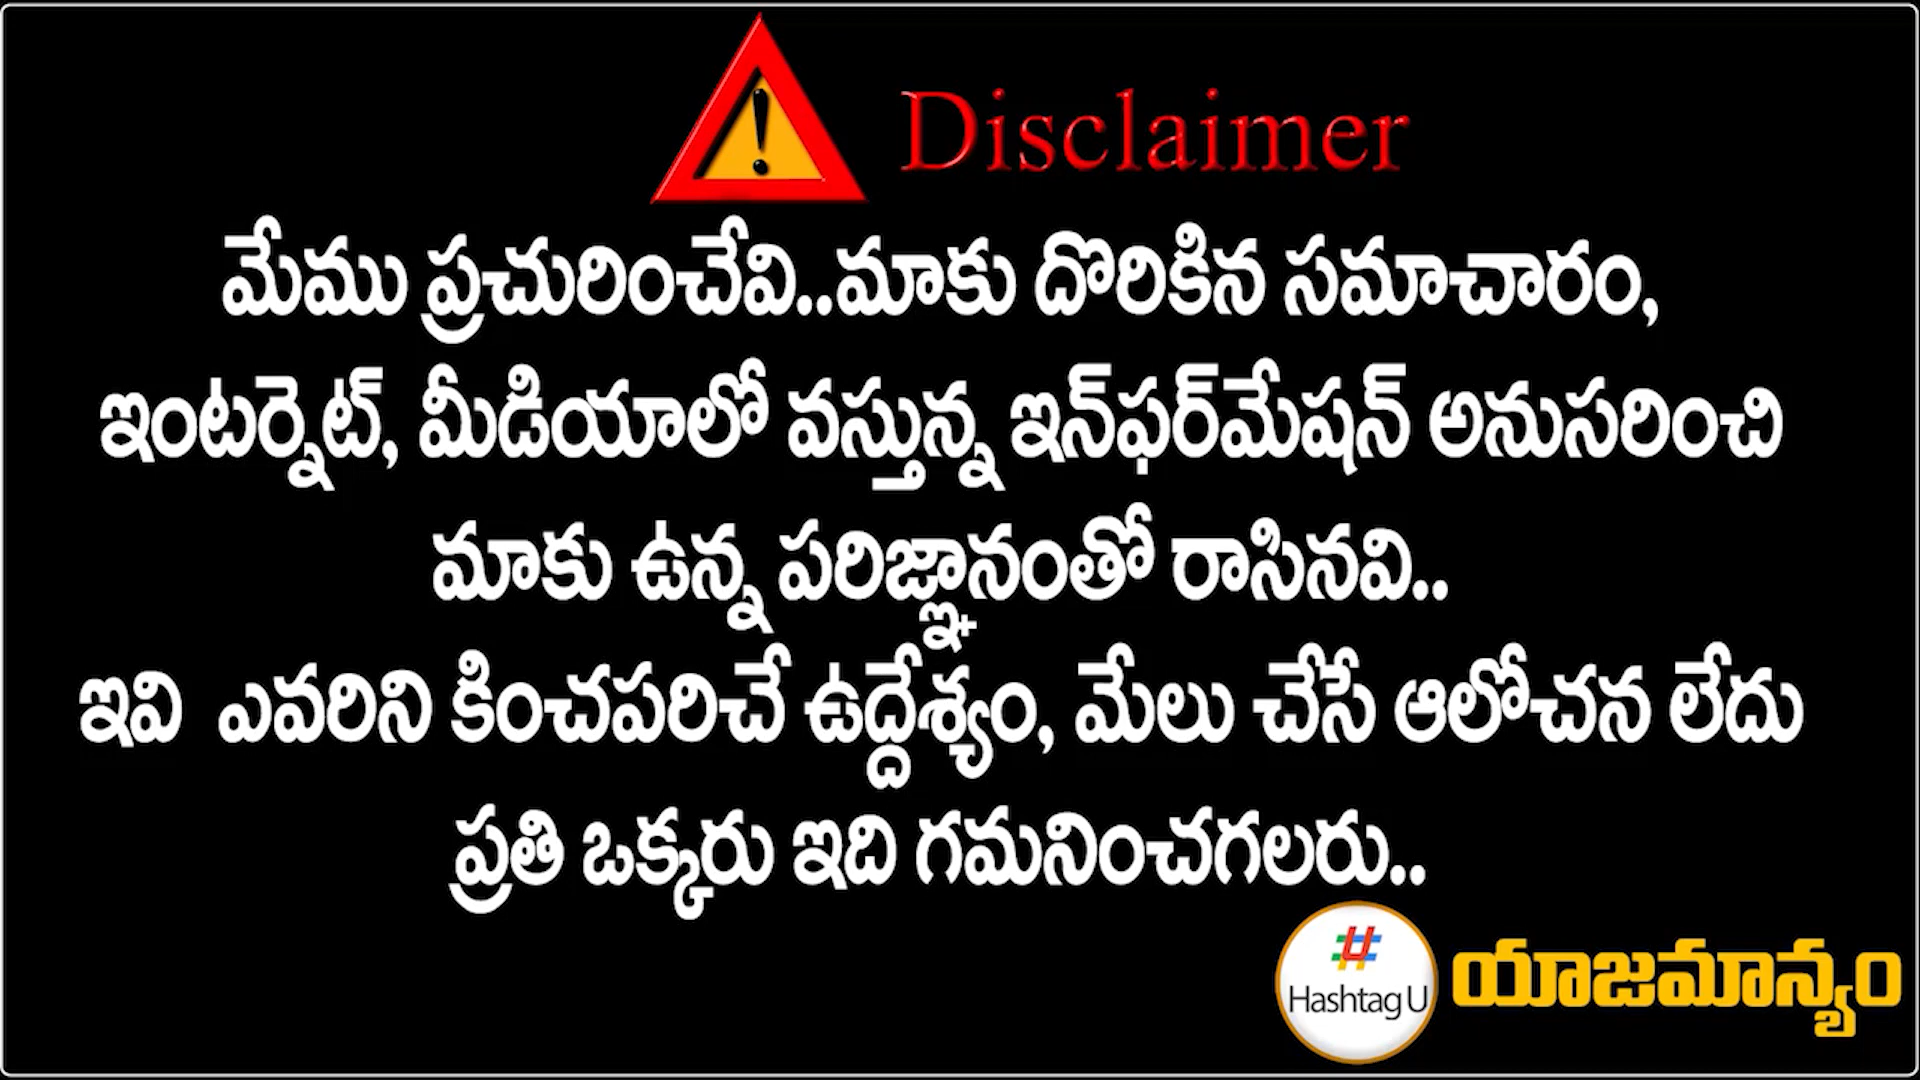 Disclaimer
మేము ప్రచురించేవి..మాకు దొరికిన సమాచారం,
ఇంటర్నెట్, మీడియాలో వస్తున్న ఇన్‌ఫర్‌మేషన్ అనుసరించి
మాకు ఉన్న పరిజ్ఞానంతో రాసినవి..
ఇవి ఎవరిని కించపరిచే ఉద్దేశ్యం, మేలు చేసే ఆలోచన లేదు
ప్రతి ఒక్కరు ఇది గమనించగలరు..
Hashtag U యాజమాన్యం